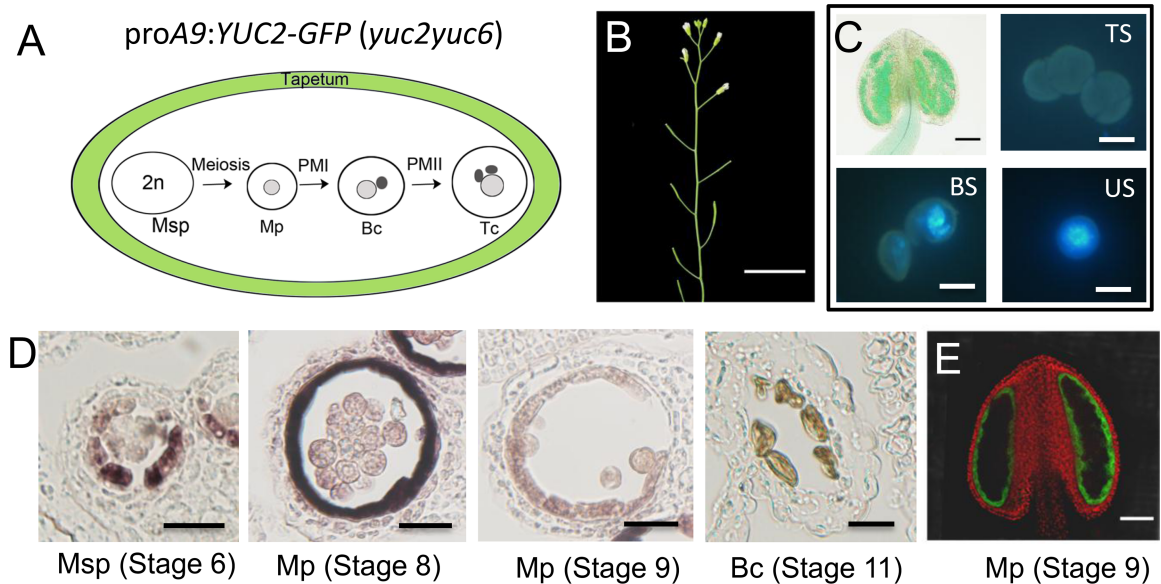 A
proA9:YUC2-GFP (yuc2yuc6)
Tapetum
2n
Meiosis
PMI
PMII
Msp
Mp
Bc
Tc
B
C
TS
BS
US
D
E
Msp (Stage 6)
Mp (Stage 8)
Mp (Stage 9)
Bc (Stage 11)
Mp (Stage 9)